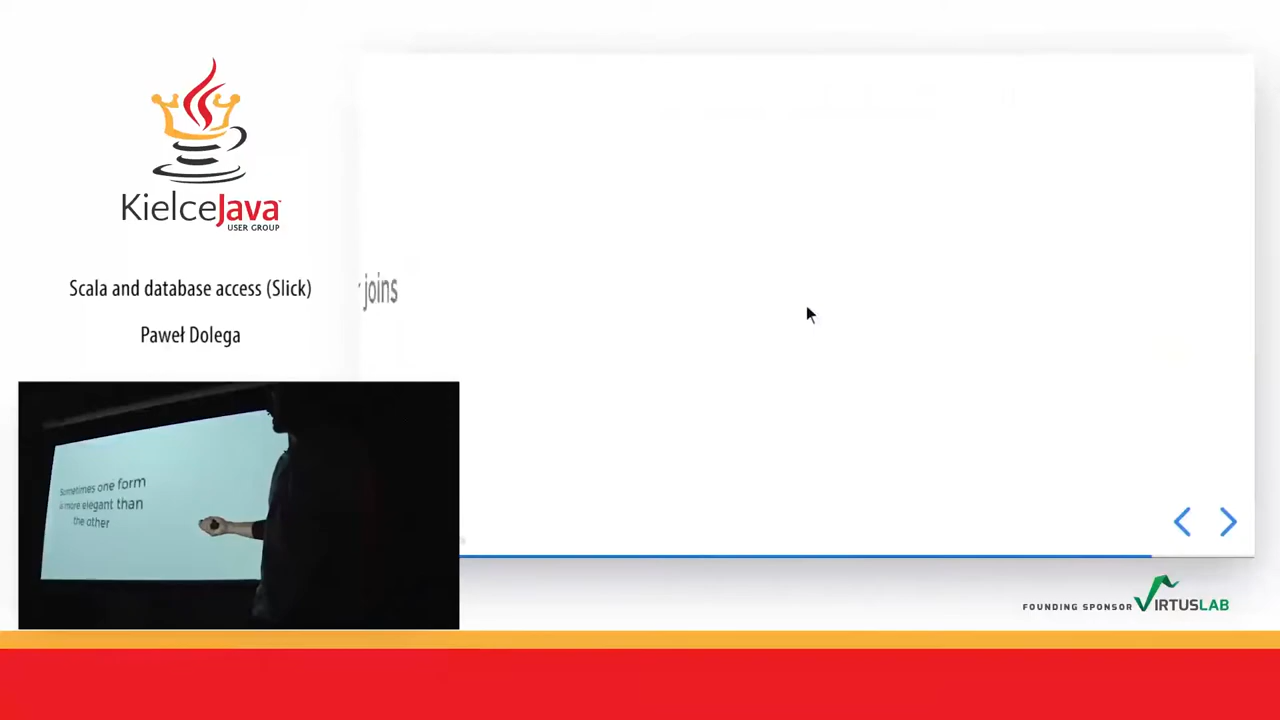 KielceJava
USER GROUP
Scala and database access (Slick)
Paweł Dolega
joins
Sometimes one form
is more elegant than
the other
FOUNDING SPONSOR VIRTUSLAB